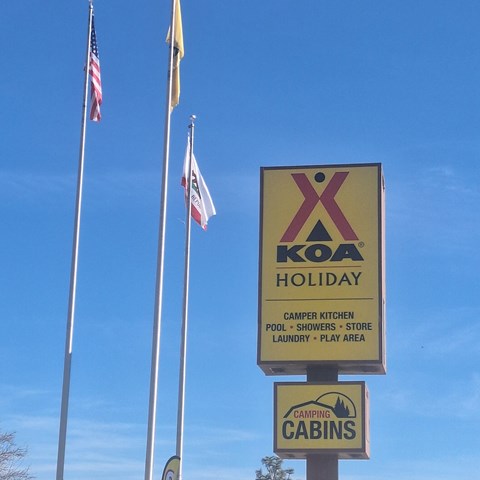 KOA®
HOLIDAY
CAMPER KITCHEN
POOL • SHOWERS • STORE
LAUNDRY • PLAY AREA
CAMPING
CABINS